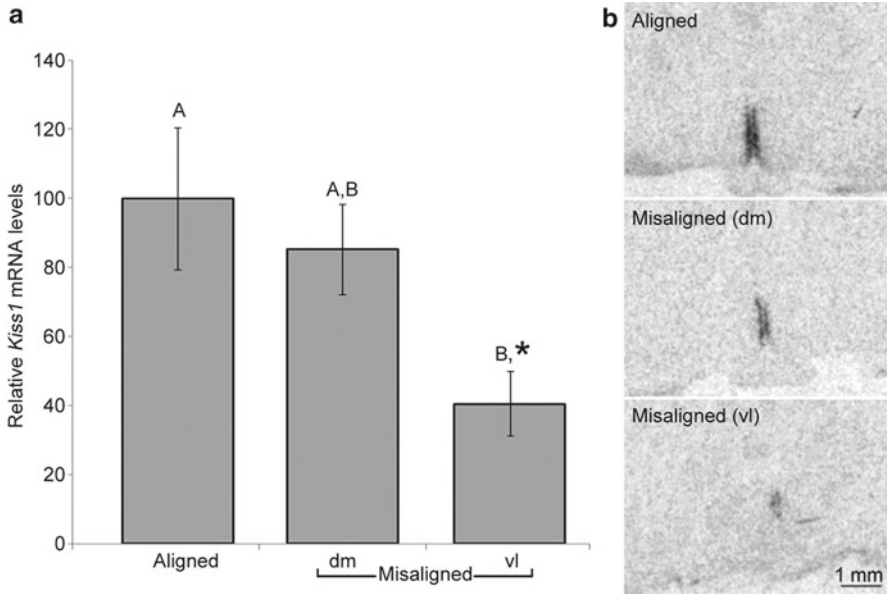 a
140
120
100
80
60
40
20
0
Relative Kiss1 mRNA levels
A
A,B
B,*
Aligned
dm
vl
Misaligned
b
Aligned
Misaligned (dm)
Misaligned (vl)
1 mm